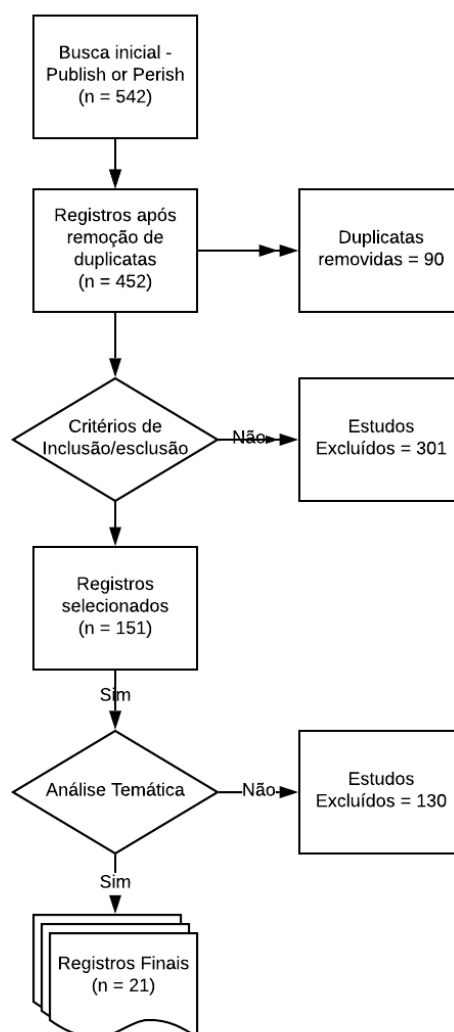 Busca inicial -
Publish or Perish
(n = 542)
Registros após
remoção de
duplicatas
(n = 452)
Duplicatas
removidas = 90
Critérios de
Inclusão/esclusão
Não
Estudos
Excluídos = 301
Registros
selecionados
(n = 151)
Sim
Análise Temática
Não
Estudos
Excluídos = 130
Sim
Registros Finais
(n = 21)